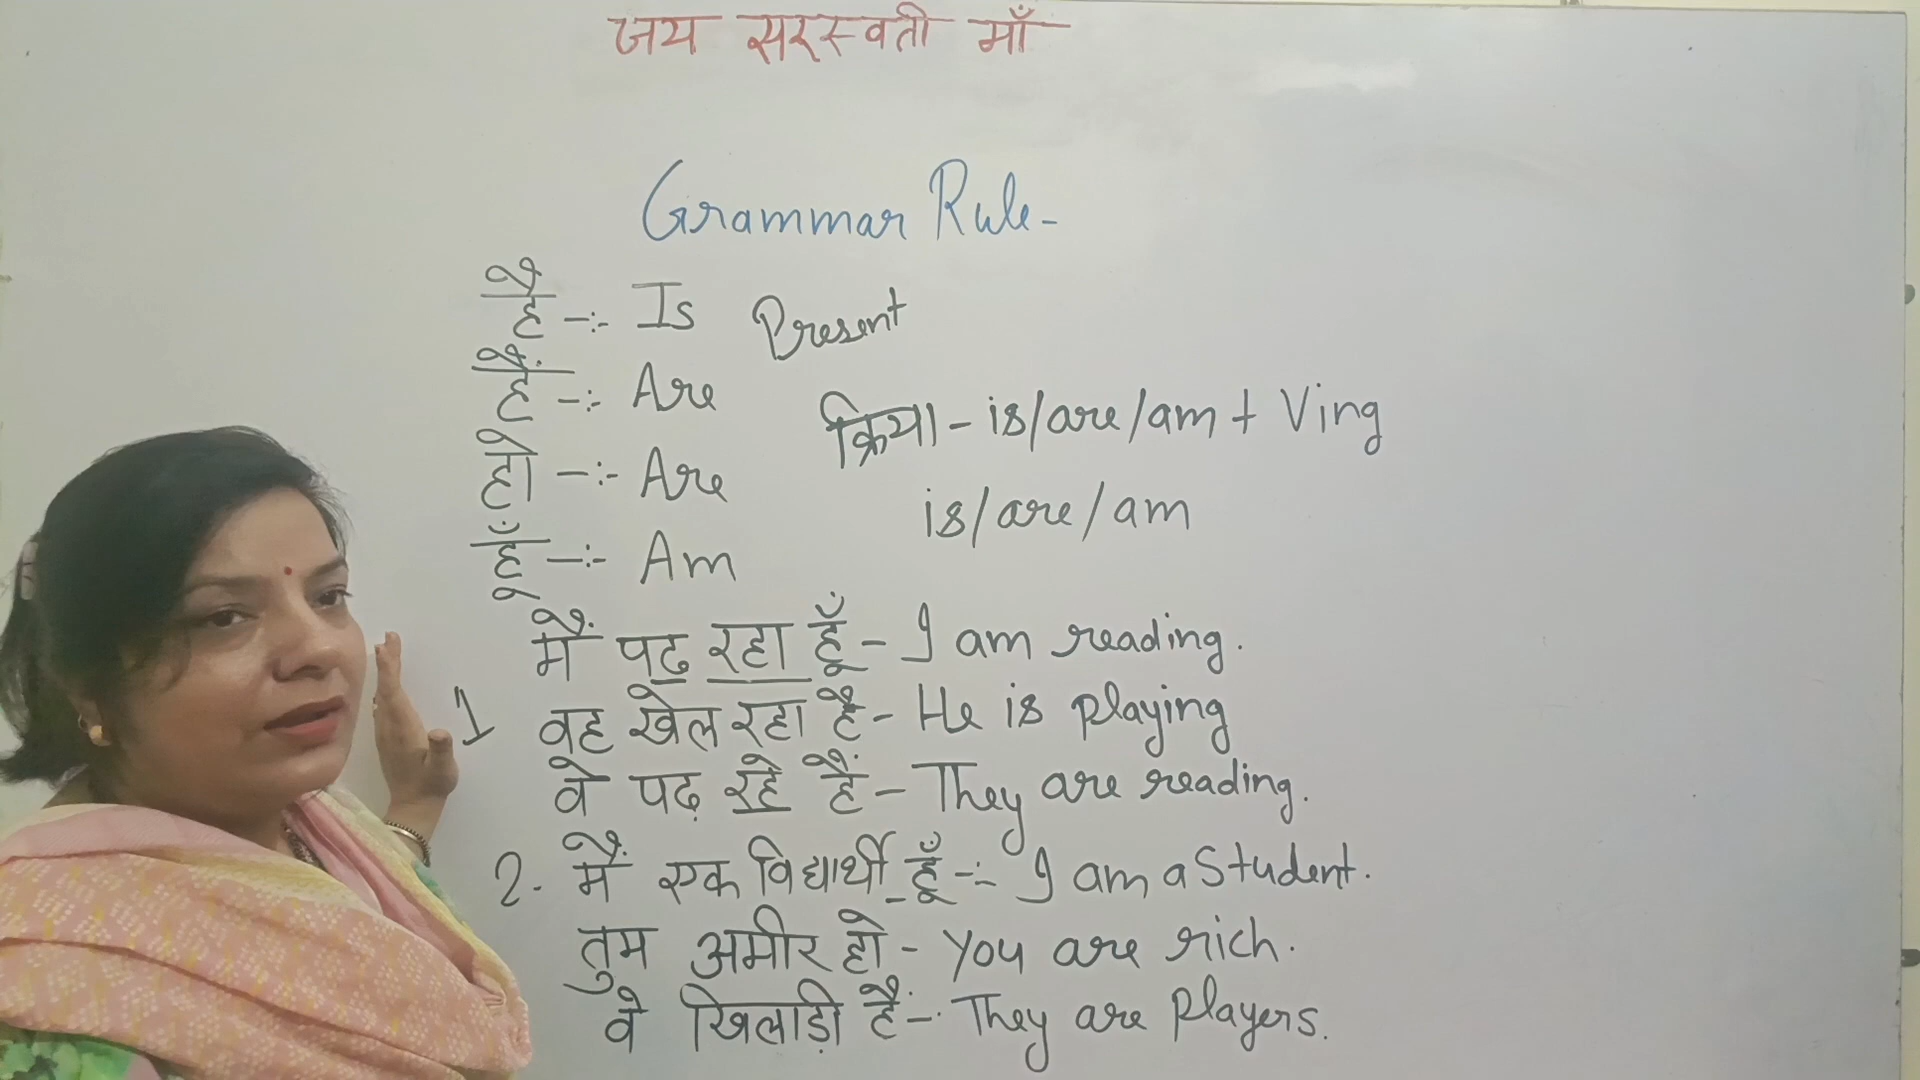 जय सरस्वती माँ
Grammar Rule-
है -:- Is Present
हैं -:- Are
क्रिया - is/are/am + Ving
हो -:- Are
is/are/am
हूँ -:- Am
मैं पढ रहा हूँ - I am reading.
1 वह खेल रहा है - He is playing
वे पढ़ रहे हैं - They are reading.
2. मैं एक विद्यार्थी हूँ -:- I am a Student.
तुम अमीर हो - You are rich.
वे खिलाड़ी हैं -. They are Players.